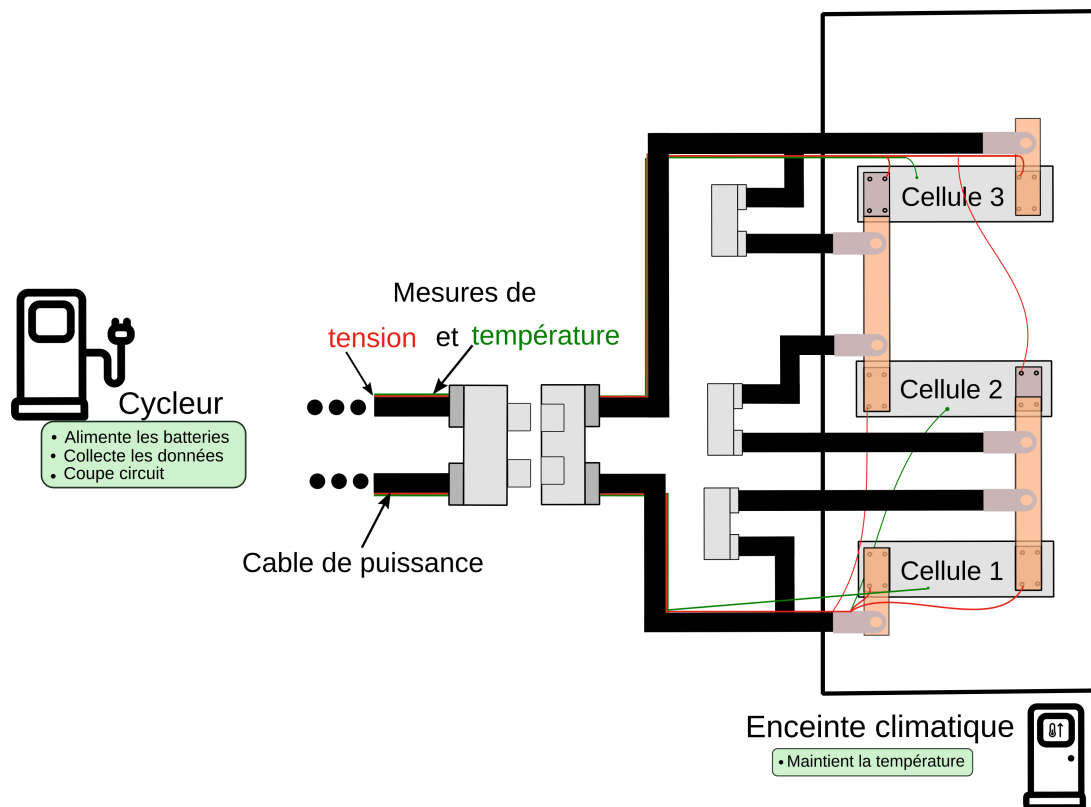 Cellule 3
Mesures de
tension et température
Cellule 2
Cycleur
• Alimente les batteries
• Collecte les données
• Coupe circuit
Cable de puissance
Cellule 1
Enceinte climatique
• Maintient la température